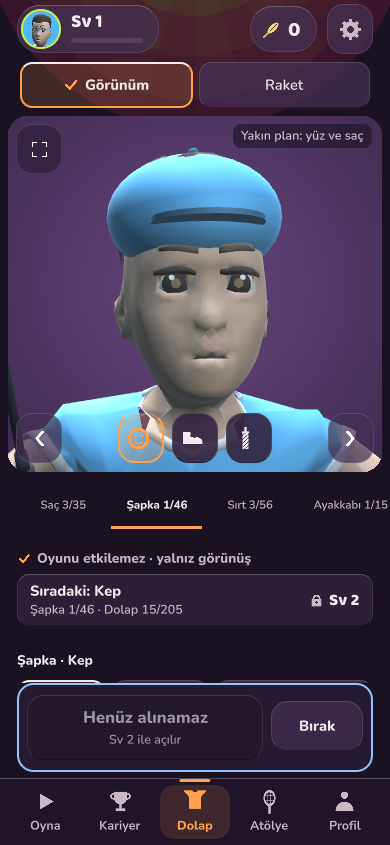 Sv 1
0
Görünüm
Raket
Yakın plan: yüz ve saç
Saç 3/35
Şapka 1/46
Sırt 3/56
Ayakkabı 1/15
Oyunu etkilemez · yalnız görünüş
Sıradaki: Kep
Şapka 1/46 · Dolap 15/205
Sv 2
Şapka · Kep
Henüz alınamaz
Sv 2 ile açılır
Bırak
Oyna
Kariyer
Dolap
Atölye
Profil